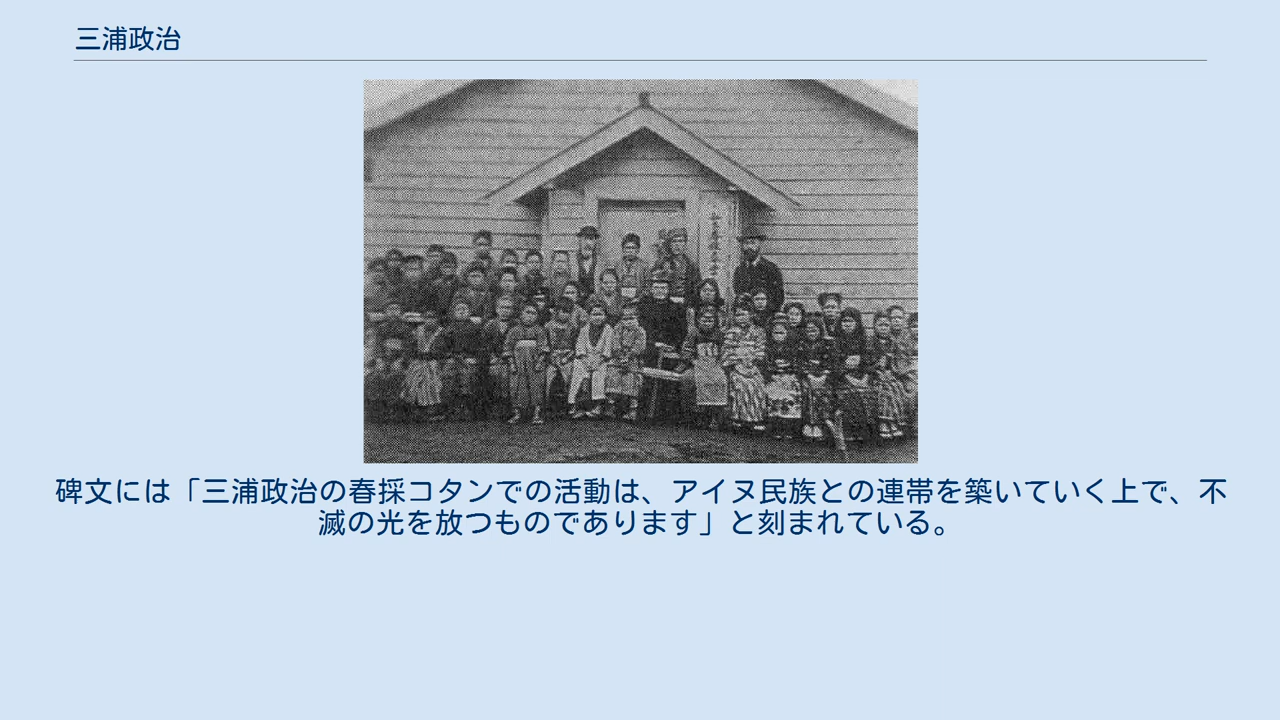 三浦政治
碑文には「三浦政治の春採コタンでの活動は、アイヌ民族との連帯を築いていく上で、不
滅の光を放つものであります」と刻まれている。